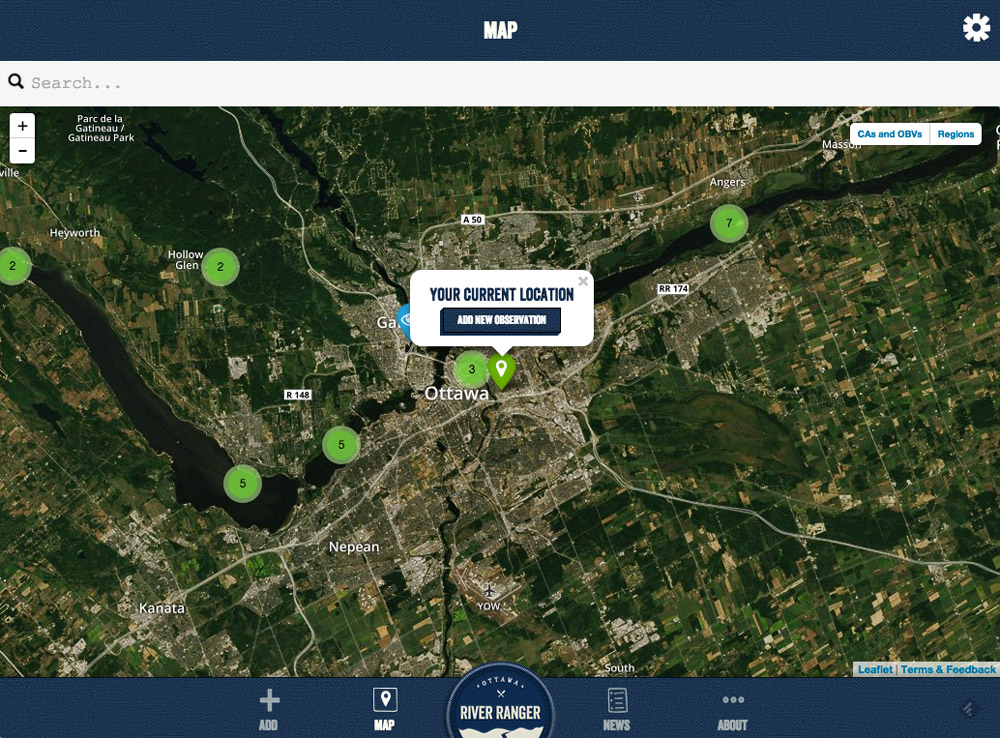 MAP
Search...
+
−
Parc de la
Gatineau /
Gatineau Park
CAs and OBVs
Regions
Masson
ville
Angers
A 50
7
Heyworth
Hollow
Glen
2
2
RR 174
YOUR CURRENT LOCATION
ADD NEW OBSERVATION
Ga
3
Ottawa
R 148
5
5
Nepean
YOW
Kanata
South
Leaflet | Terms & Feedback
ADD
MAP
OTTAWA
RIVER RANGER
NEWS
ABOUT